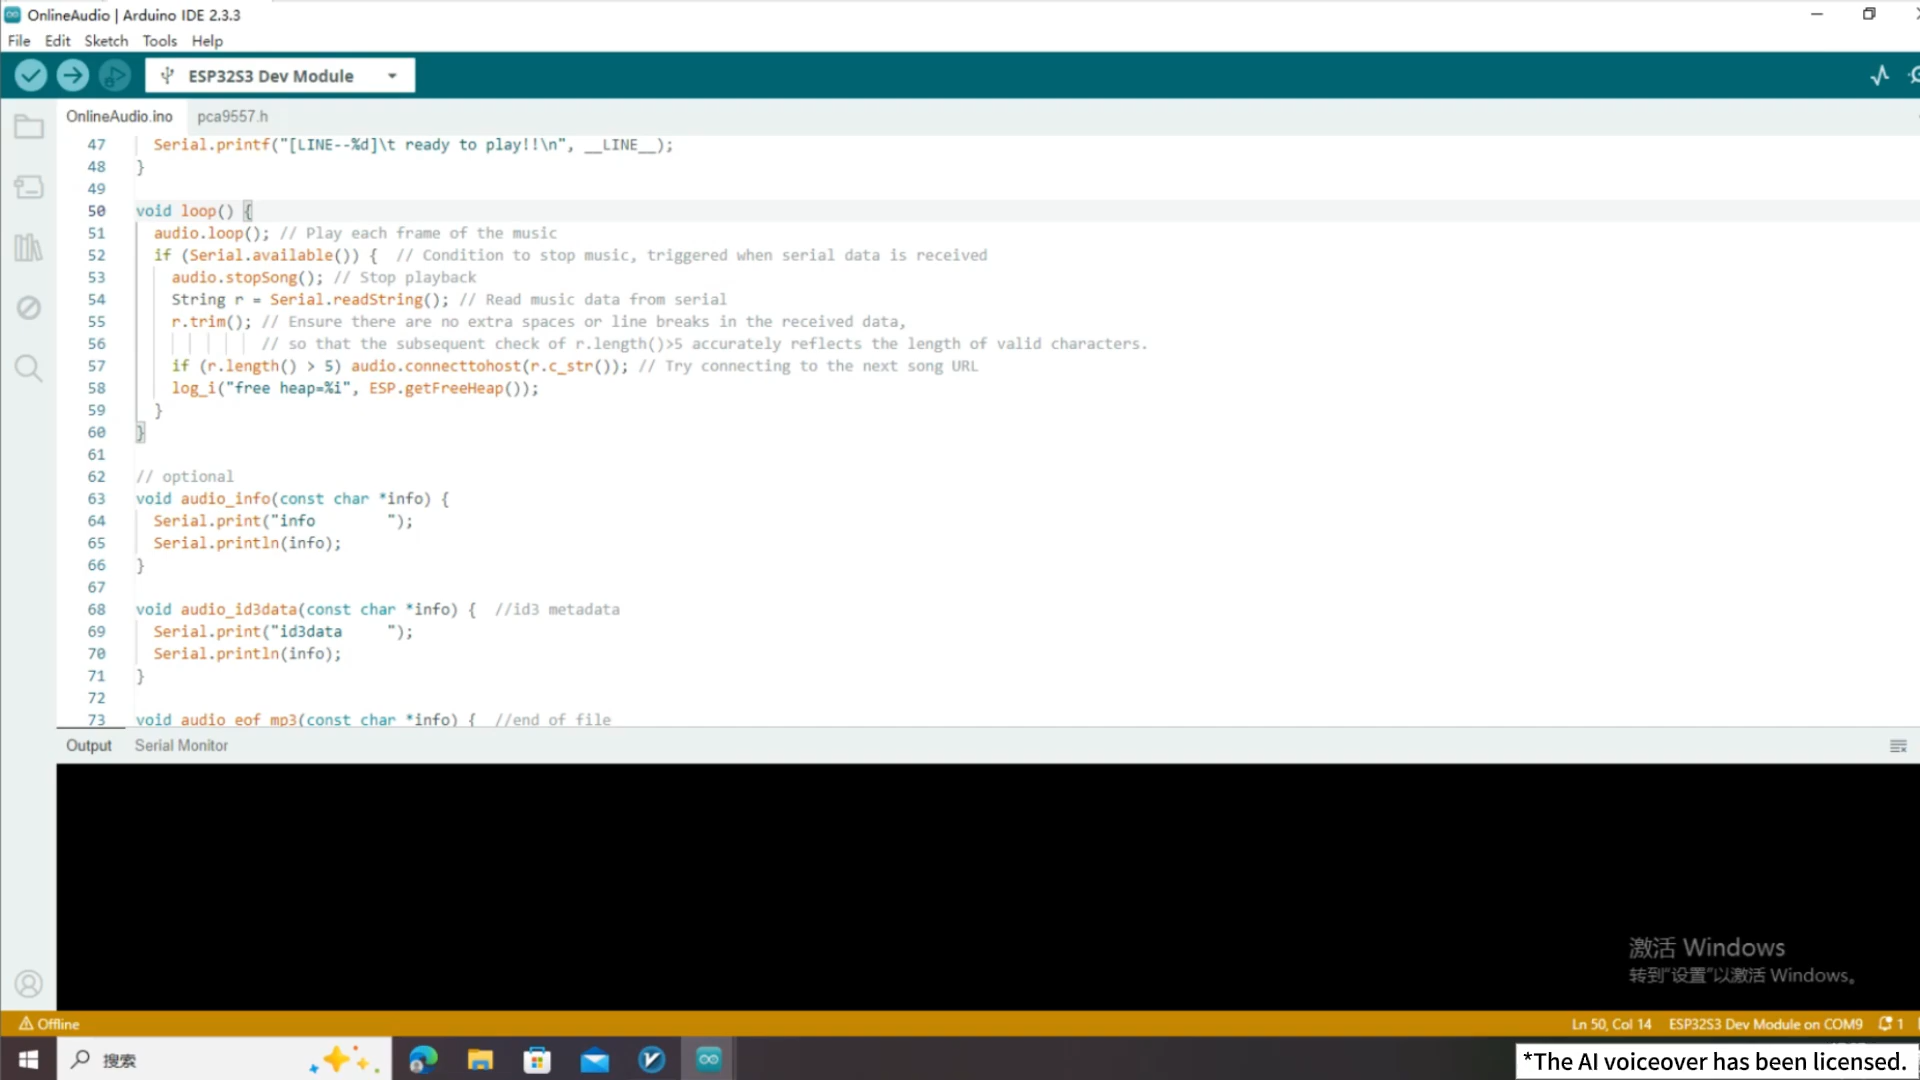 OnlineAudio | Arduino IDE 2.3.3
File Edit Sketch Tools Help
ESP32S3 Dev Module
OnlineAudio.ino pca9557.h
47 Serial.printf("[LINE--%d]\t ready to play!!\n", __LINE__);
48 }
49
50 void loop() {
51 audio.loop(); // Play each frame of the music
52 if (Serial.available()) { // Condition to stop music, triggered when serial data is received
53 audio.stopSong(); // Stop playback
54 String r = Serial.readString(); // Read music data from serial
55 r.trim(); // Ensure there are no extra spaces or line breaks in the received data,
56 // so that the subsequent check of r.length()>5 accurately reflects the length of valid characters.
57 if (r.length() > 5) audio.connecttohost(r.c_str()); // Try connecting to the next song URL
58 log_i("free heap=%i", ESP.getFreeHeap());
59 }
60 }
61
62 // optional
63 void audio_info(const char *info) {
64 Serial.print("info        ");
65 Serial.println(info);
66 }
67
68 void audio_id3data(const char *info) { //id3 metadata
69 Serial.print("id3data     ");
70 Serial.println(info);
71 }
72
73 void audio_eof_mp3(const char *info) { //end of file
Output Serial Monitor
激活 Windows
转到"设置"以激活 Windows。
Offline
Ln 50, Col 14 ESP32S3 Dev Module on COM9 1
搜索
*The AI voiceover has been licensed.